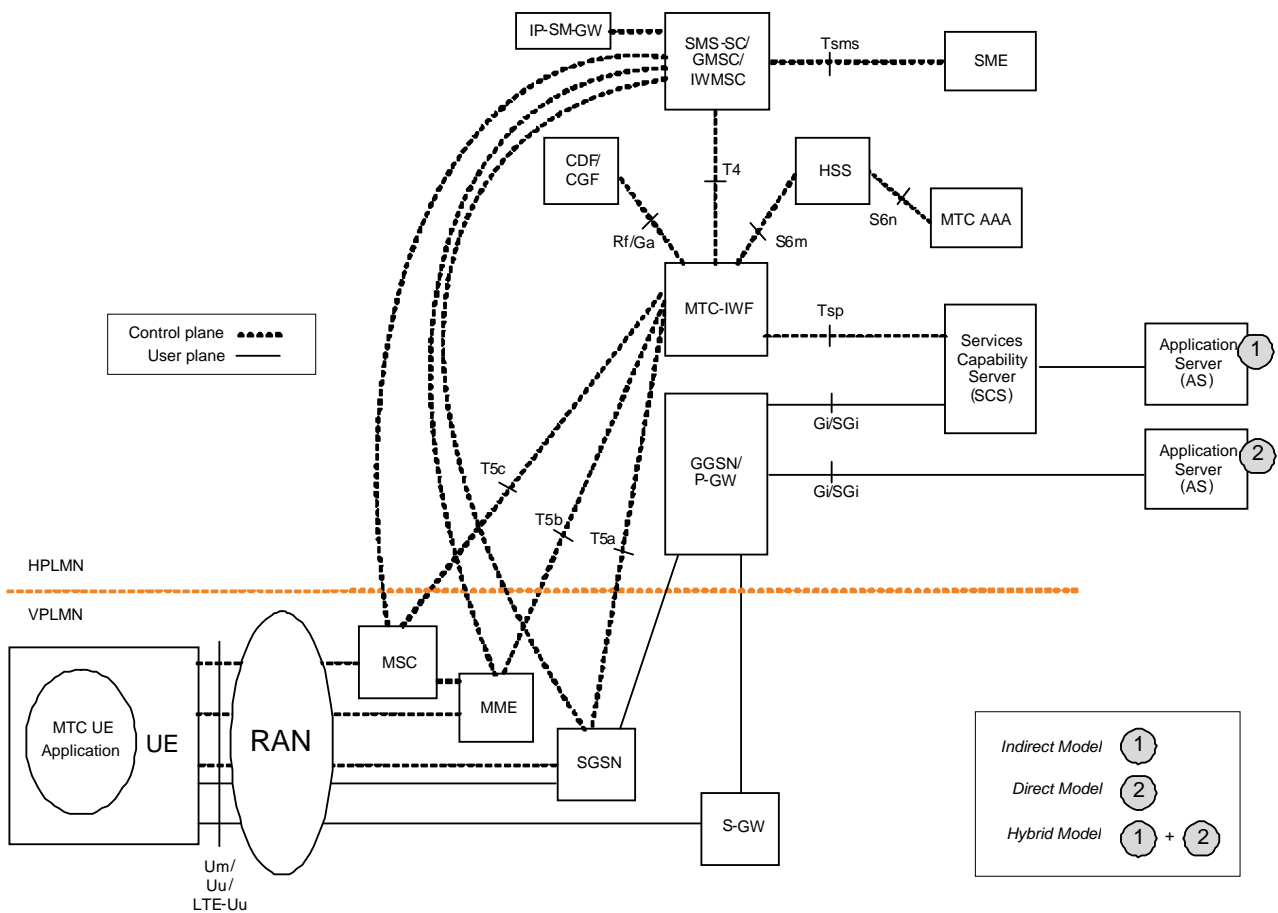 IP-SM-GW
SMS-SC/
GMSC/
IWMSC
Tsms
SME
CDF/
CGF
T4
HSS
Rf/Ga
S6m
S6n
MTC AAA
MTC-IWF
Tsp
Control plane
User plane
Services
Capability
Server
(SCS)
Application
Server
(AS)
1
Gi/SGi
GGSN/
P-GW
Gi/SGi
Application
Server
(AS)
2
T5c
T5b
T5a
HPLMN
VPLMN
MSC
MME
SGSN
S-GW
MTC UE
Application
UE
RAN
Um/
Uu/
LTE-Uu
Indirect Model 1
Direct Model 2
Hybrid Model 1 + 2